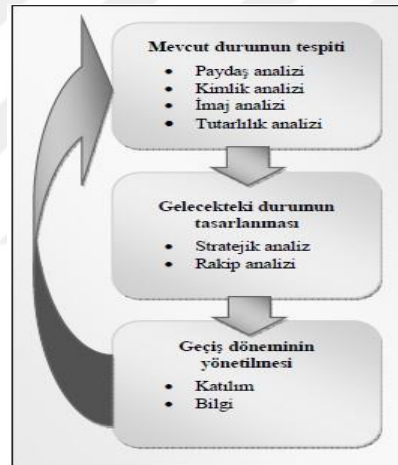 Mevcut durumun tespiti
• Paydaş analizi
• Kimlik analizi
• İmaj analizi
• Tutarlılık analizi
Gelecekteki durumun
tasarlanması
• Stratejik analiz
• Rakip analizi
Geçiş döneminin
yönetilmesi
• Katılım
• Bilgi